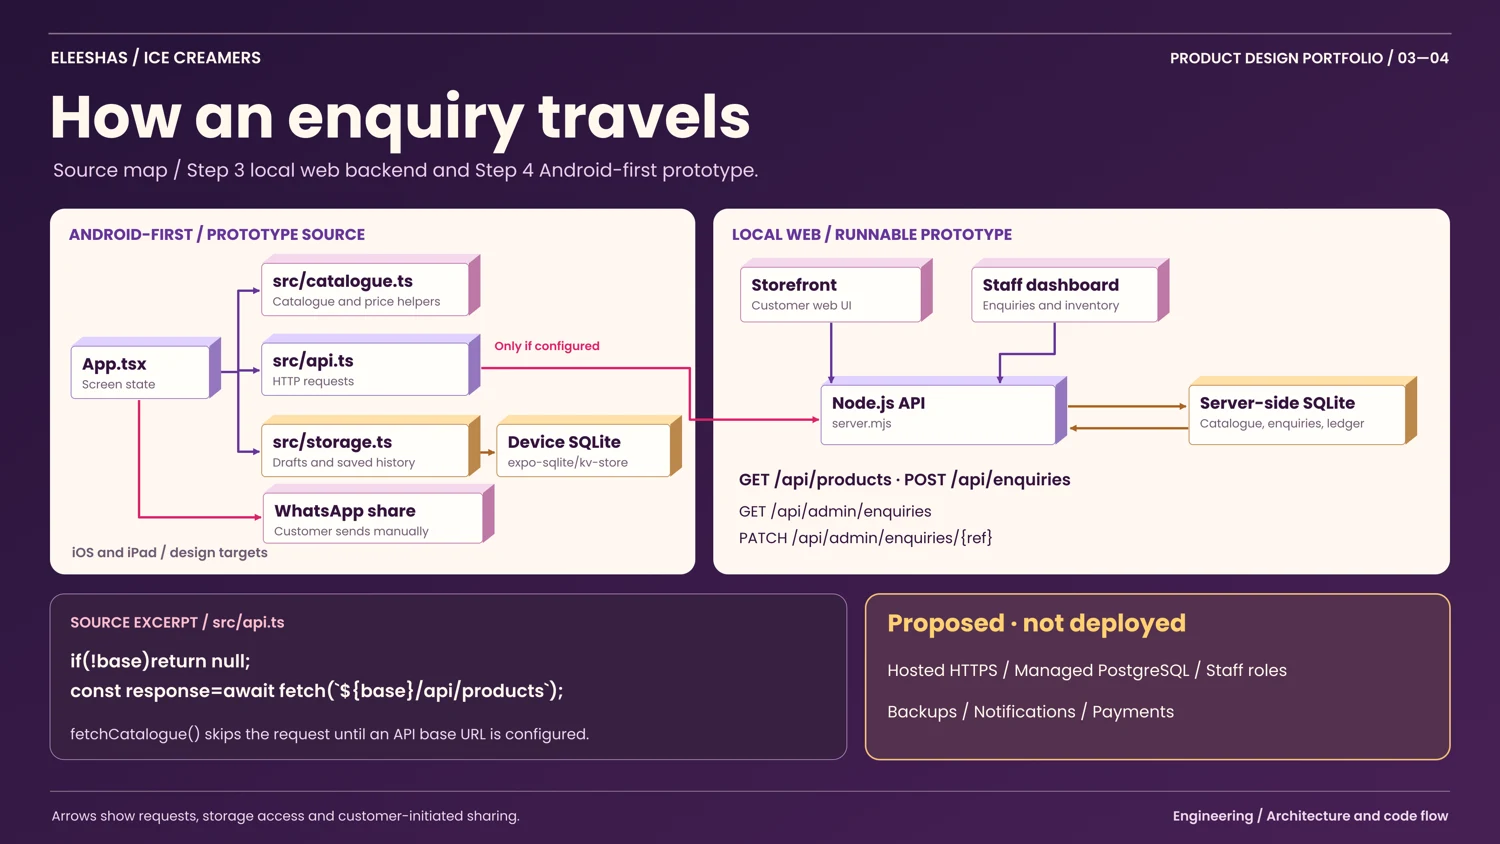 ELEESHAS / ICE CREAMERS
PRODUCT DESIGN PORTFOLIO / 03—04
How an enquiry travels
Source map / Step 3 local web backend and Step 4 Android-first prototype.
ANDROID-FIRST / PROTOTYPE SOURCE
src/catalogue.ts
Catalogue and price helpers
App.tsx
Screen state
src/api.ts
HTTP requests
Only if configured
src/storage.ts
Drafts and saved history
Device SQLite
expo-sqlite/kv-store
WhatsApp share
Customer sends manually
iOS and iPad / design targets
LOCAL WEB / RUNNABLE PROTOTYPE
Storefront
Customer web UI
Staff dashboard
Enquiries and inventory
Node.js API
server.mjs
Server-side SQLite
Catalogue, enquiries, ledger
GET /api/products · POST /api/enquiries
GET /api/admin/enquiries
PATCH /api/admin/enquiries/{ref}
SOURCE EXCERPT / src/api.ts
if(!base)return null;
const response=await fetch(`${base}/api/products`);
fetchCatalogue() skips the request until an API base URL is configured.
Proposed · not deployed
Hosted HTTPS / Managed PostgreSQL / Staff roles
Backups / Notifications / Payments
Arrows show requests, storage access and customer-initiated sharing.
Engineering / Architecture and code flow